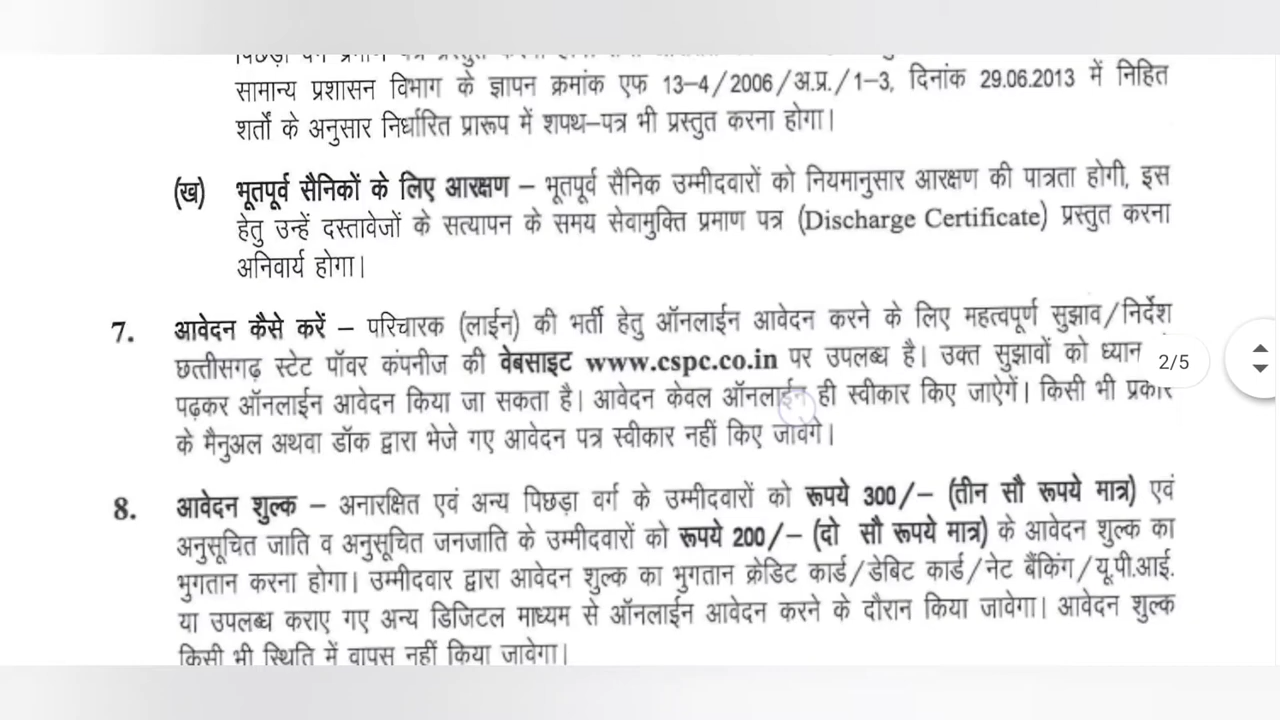 सामान्य प्रशासन विभाग के ज्ञापन क्रमांक एफ 13–4/2006/अ.प्र./1–3, दिनांक 29.06.2013 में निहित
शर्तों के अनुसार निर्धारित प्रारूप में शपथ–पत्र भी प्रस्तुत करना होगा।
(ख) भूतपूर्व सैनिकों के लिए आरक्षण – भूतपूर्व सैनिक उम्मीदवारों को नियमानुसार आरक्षण की पात्रता होगी, इस
हेतु उन्हें दस्तावेजों के सत्यापन के समय सेवामुक्ति प्रमाण पत्र (Discharge Certificate) प्रस्तुत करना
अनिवार्य होगा।
7. आवेदन कैसे करें – परिचारक (लाईन) की भर्ती हेतु ऑनलाईन आवेदन करने के लिए महत्वपूर्ण सुझाव/निर्देश
छत्तीसगढ़ स्टेट पॉवर कंपनीज की वेबसाइट www.cspc.co.in पर उपलब्ध है। उक्त सुझावों को ध्यान
2/5
पढ़कर ऑनलाईन आवेदन किया जा सकता है। आवेदन केवल ऑनलाईन ही स्वीकार किए जाऐगें। किसी भी प्रकार
के मैनुअल अथवा डॉक द्वारा भेजे गए आवेदन पत्र स्वीकार नहीं किए जावेंगे।
8. आवेदन शुल्क – अनारक्षित एवं अन्य पिछड़ा वर्ग के उम्मीदवारों को रूपये 300/– (तीन सौ रूपये मात्र) एवं
अनुसूचित जाति व अनुसूचित जनजाति के उम्मीदवारों को रूपये 200/– (दो सौ रूपये मात्र) के आवेदन शुल्क का
भुगतान करना होगा। उम्मीदवार द्वारा आवेदन शुल्क का भुगतान क्रेडिट कार्ड/डेबिट कार्ड/नेट बैंकिंग/यू.पी.आई.
या उपलब्ध कराए गए अन्य डिजिटल माध्यम से ऑनलाईन आवेदन करने के दौरान किया जावेगा। आवेदन शुल्क
किसी भी स्थिति में वापस नहीं किया जावेगा।